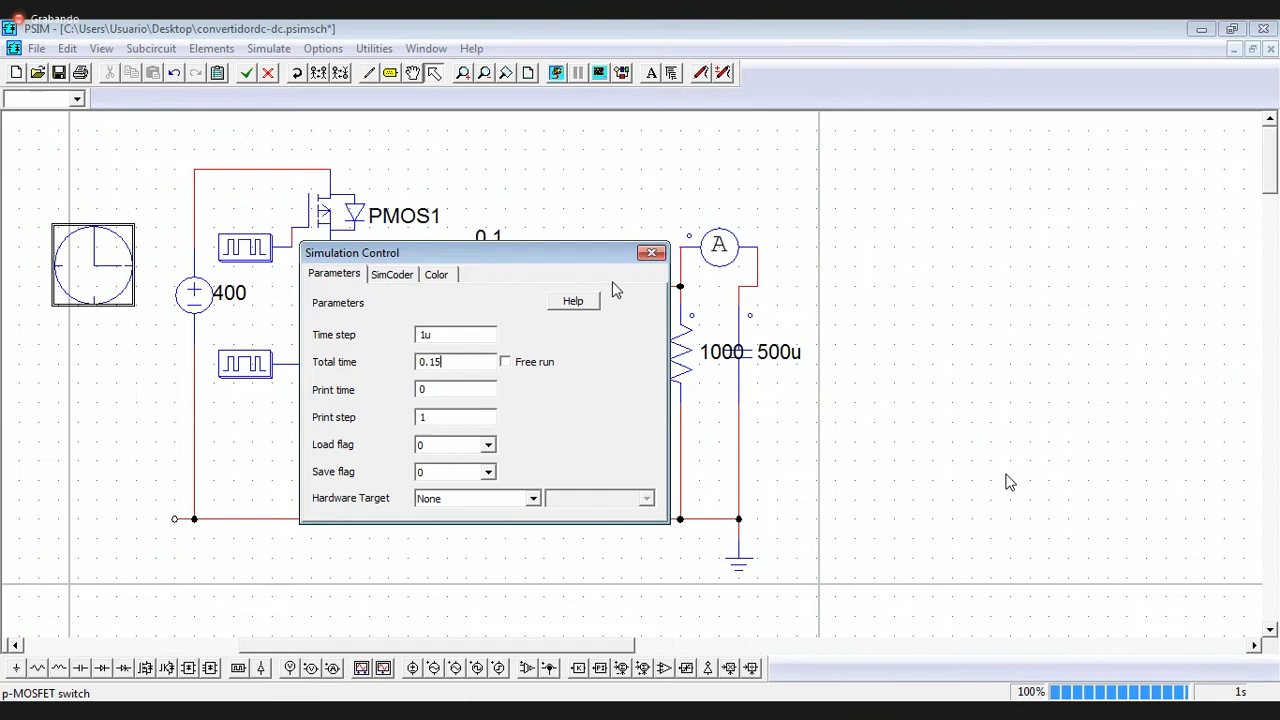 Grabando
PSIM - [C:\Users\Usuario\Desktop\convertidordc-dc.psimsch*]
File Edit View Subcircuit Elements Simulate Options Utilities Window Help
PMOS1
0.1
A
400
1000
500u
Simulation Control
Parameters SimCoder Color
Parameters
Help
Time step 1u
Total time 0.15 Free run
Print time 0
Print step 1
Load flag 0
Save flag 0
Hardware Target None
p-MOSFET switch
100%
1s